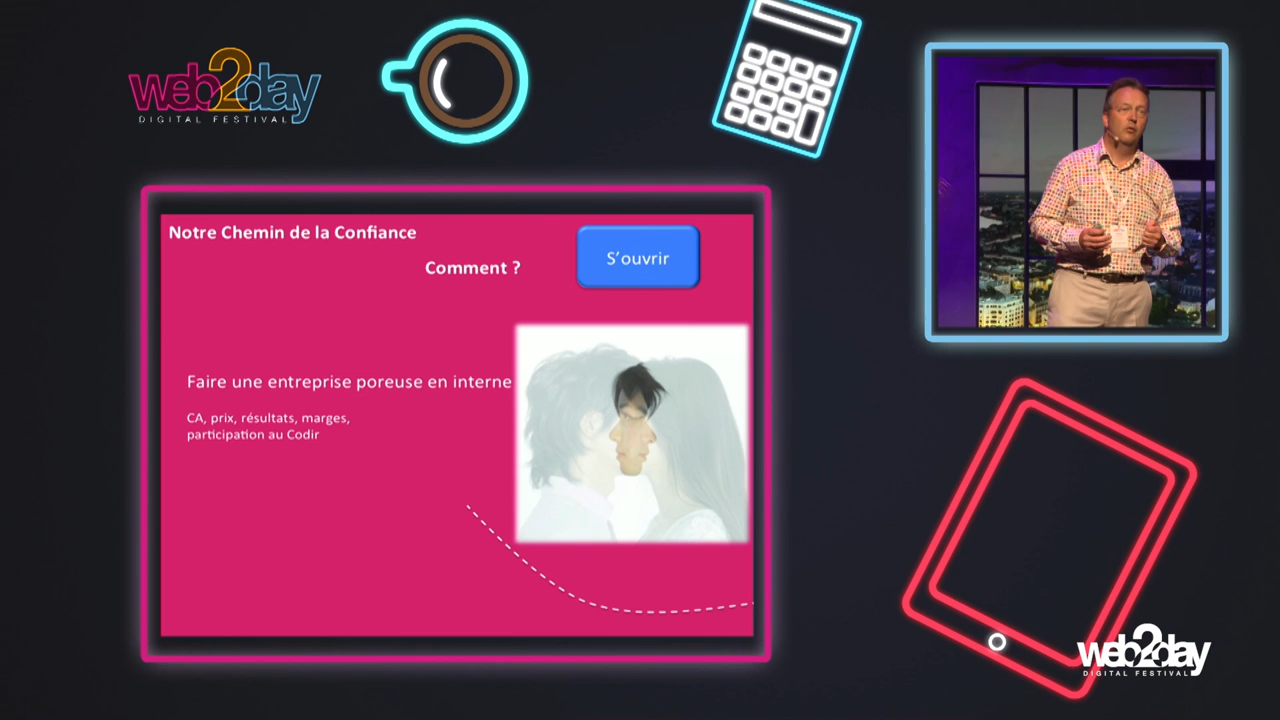 web2day
DIGITAL FESTIVAL
Notre Chemin de la Confiance
Comment ?
S'ouvrir
Faire une entreprise poreuse en interne
CA, prix, résultats, marges,
participation au Codir
web2day
DIGITAL FESTIVAL